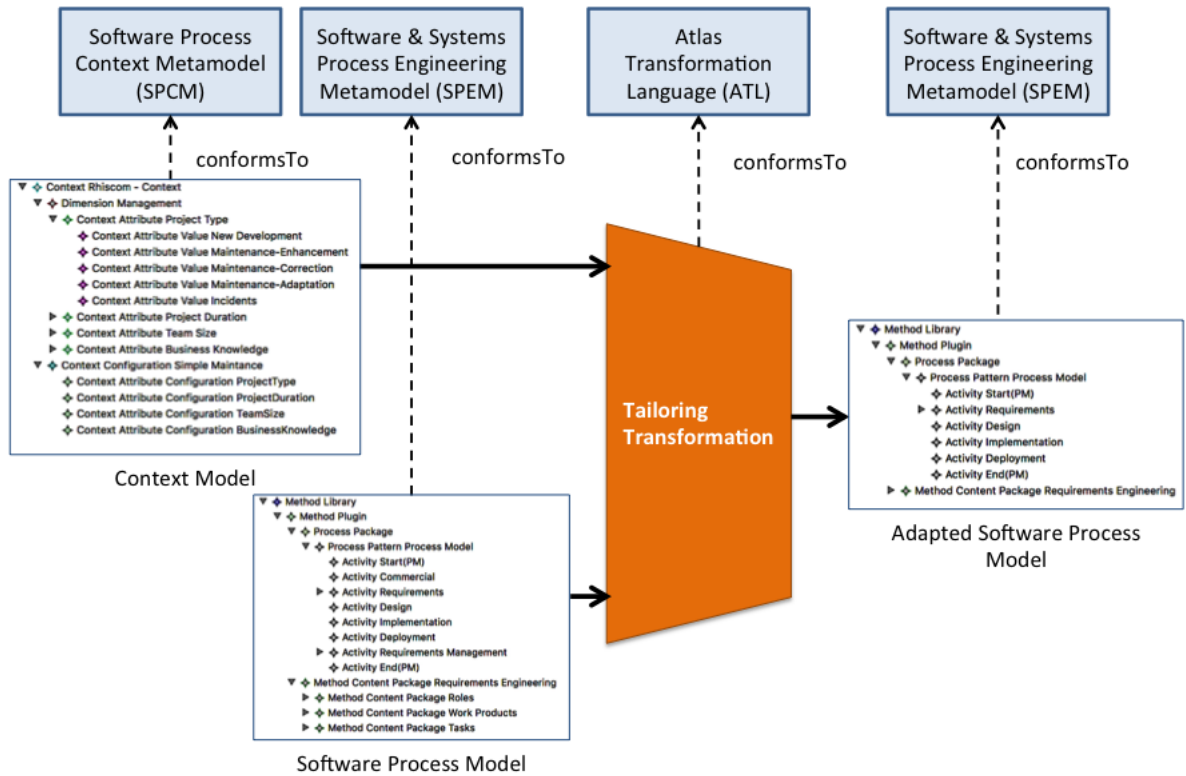 Software Process
Context Metamodel
(SPCM)
Software & Systems
Process Engineering
Metamodel (SPEM)
Atlas
Transformation
Language (ATL)
Software & Systems
Process Engineering
Metamodel (SPEM)
conformsTo
conformsTo
conformsTo
conformsTo
Context Rhiscom - Context
Dimension Management
Context Attribute Project Type
Context Attribute Value New Development
Context Attribute Value Maintenance-Enhancement
Context Attribute Value Maintenance-Correction
Context Attribute Value Maintenance-Adaptation
Context Attribute Value Incidents
Context Attribute Project Duration
Context Attribute Team Size
Context Attribute Business Knowledge
Context Configuration Simple Maintance
Context Attribute Configuration ProjectType
Context Attribute Configuration ProjectDuration
Context Attribute Configuration TeamSize
Context Attribute Configuration BusinessKnowledge
Context Model
Method Library
Method Plugin
Process Package
Process Pattern Process Model
Activity Start(PM)
Activity Commercial
Activity Requirements
Activity Design
Activity Implementation
Activity Deployment
Activity Requirements Management
Activity End(PM)
Method Content Package Requirements Engineering
Method Content Package Roles
Method Content Package Work Products
Method Content Package Tasks
Software Process Model
Tailoring
Transformation
Method Library
Method Plugin
Process Package
Process Pattern Process Model
Activity Start(PM)
Activity Requirements
Activity Design
Activity Implementation
Activity Deployment
Activity End(PM)
Method Content Package Requirements Engineering
Adapted Software Process
Model